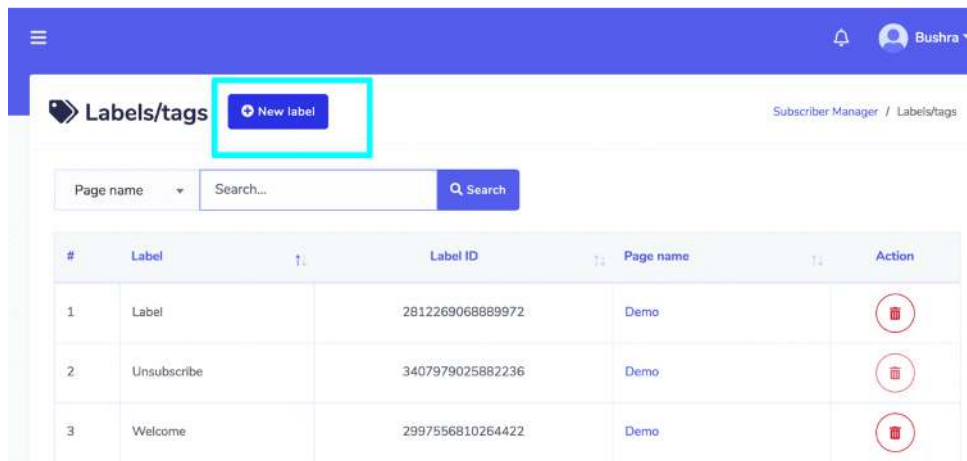 Bushra
Labels/tags New label Subscriber Manager / Labels/tags
Page name Search... Search
# Label Label ID Page name Action
1 Label 2812269068889972 Demo
2 Unsubscribe 3407979025882236 Demo
3 Welcome 2997556810264422 Demo